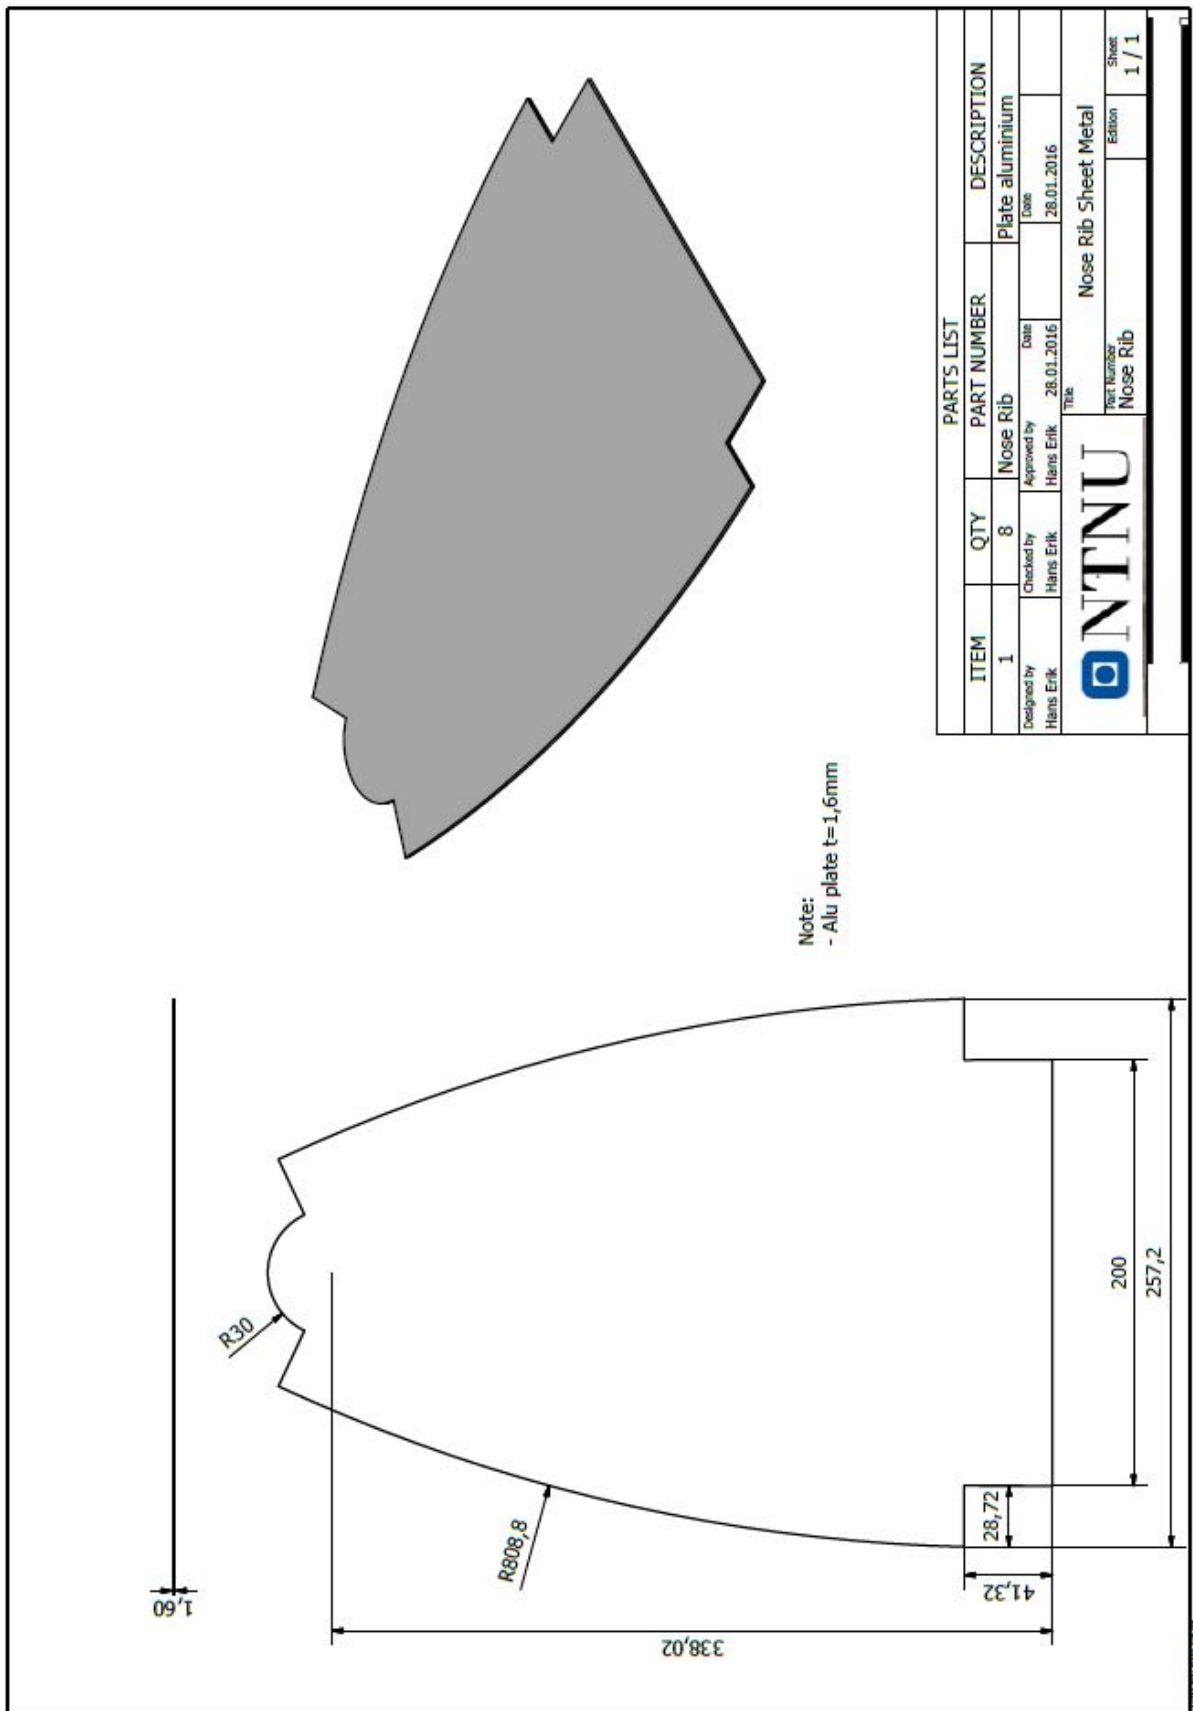 1,60
R30
R808,8
338,02
41,32
28,72
200
257,2
Note:
- Alu plate t=1,6mm
PARTS LIST
ITEM QTY PART NUMBER DESCRIPTION
1 8 Nose Rib Plate aluminium
Designed by Checked by Approved by Date Date
Hans Erik Hans Erik Hans Erik 28.01.2016 28.01.2016
NTNU
Title
Nose Rib Sheet Metal
Part Number Edition Sheet
Nose Rib 1 / 1